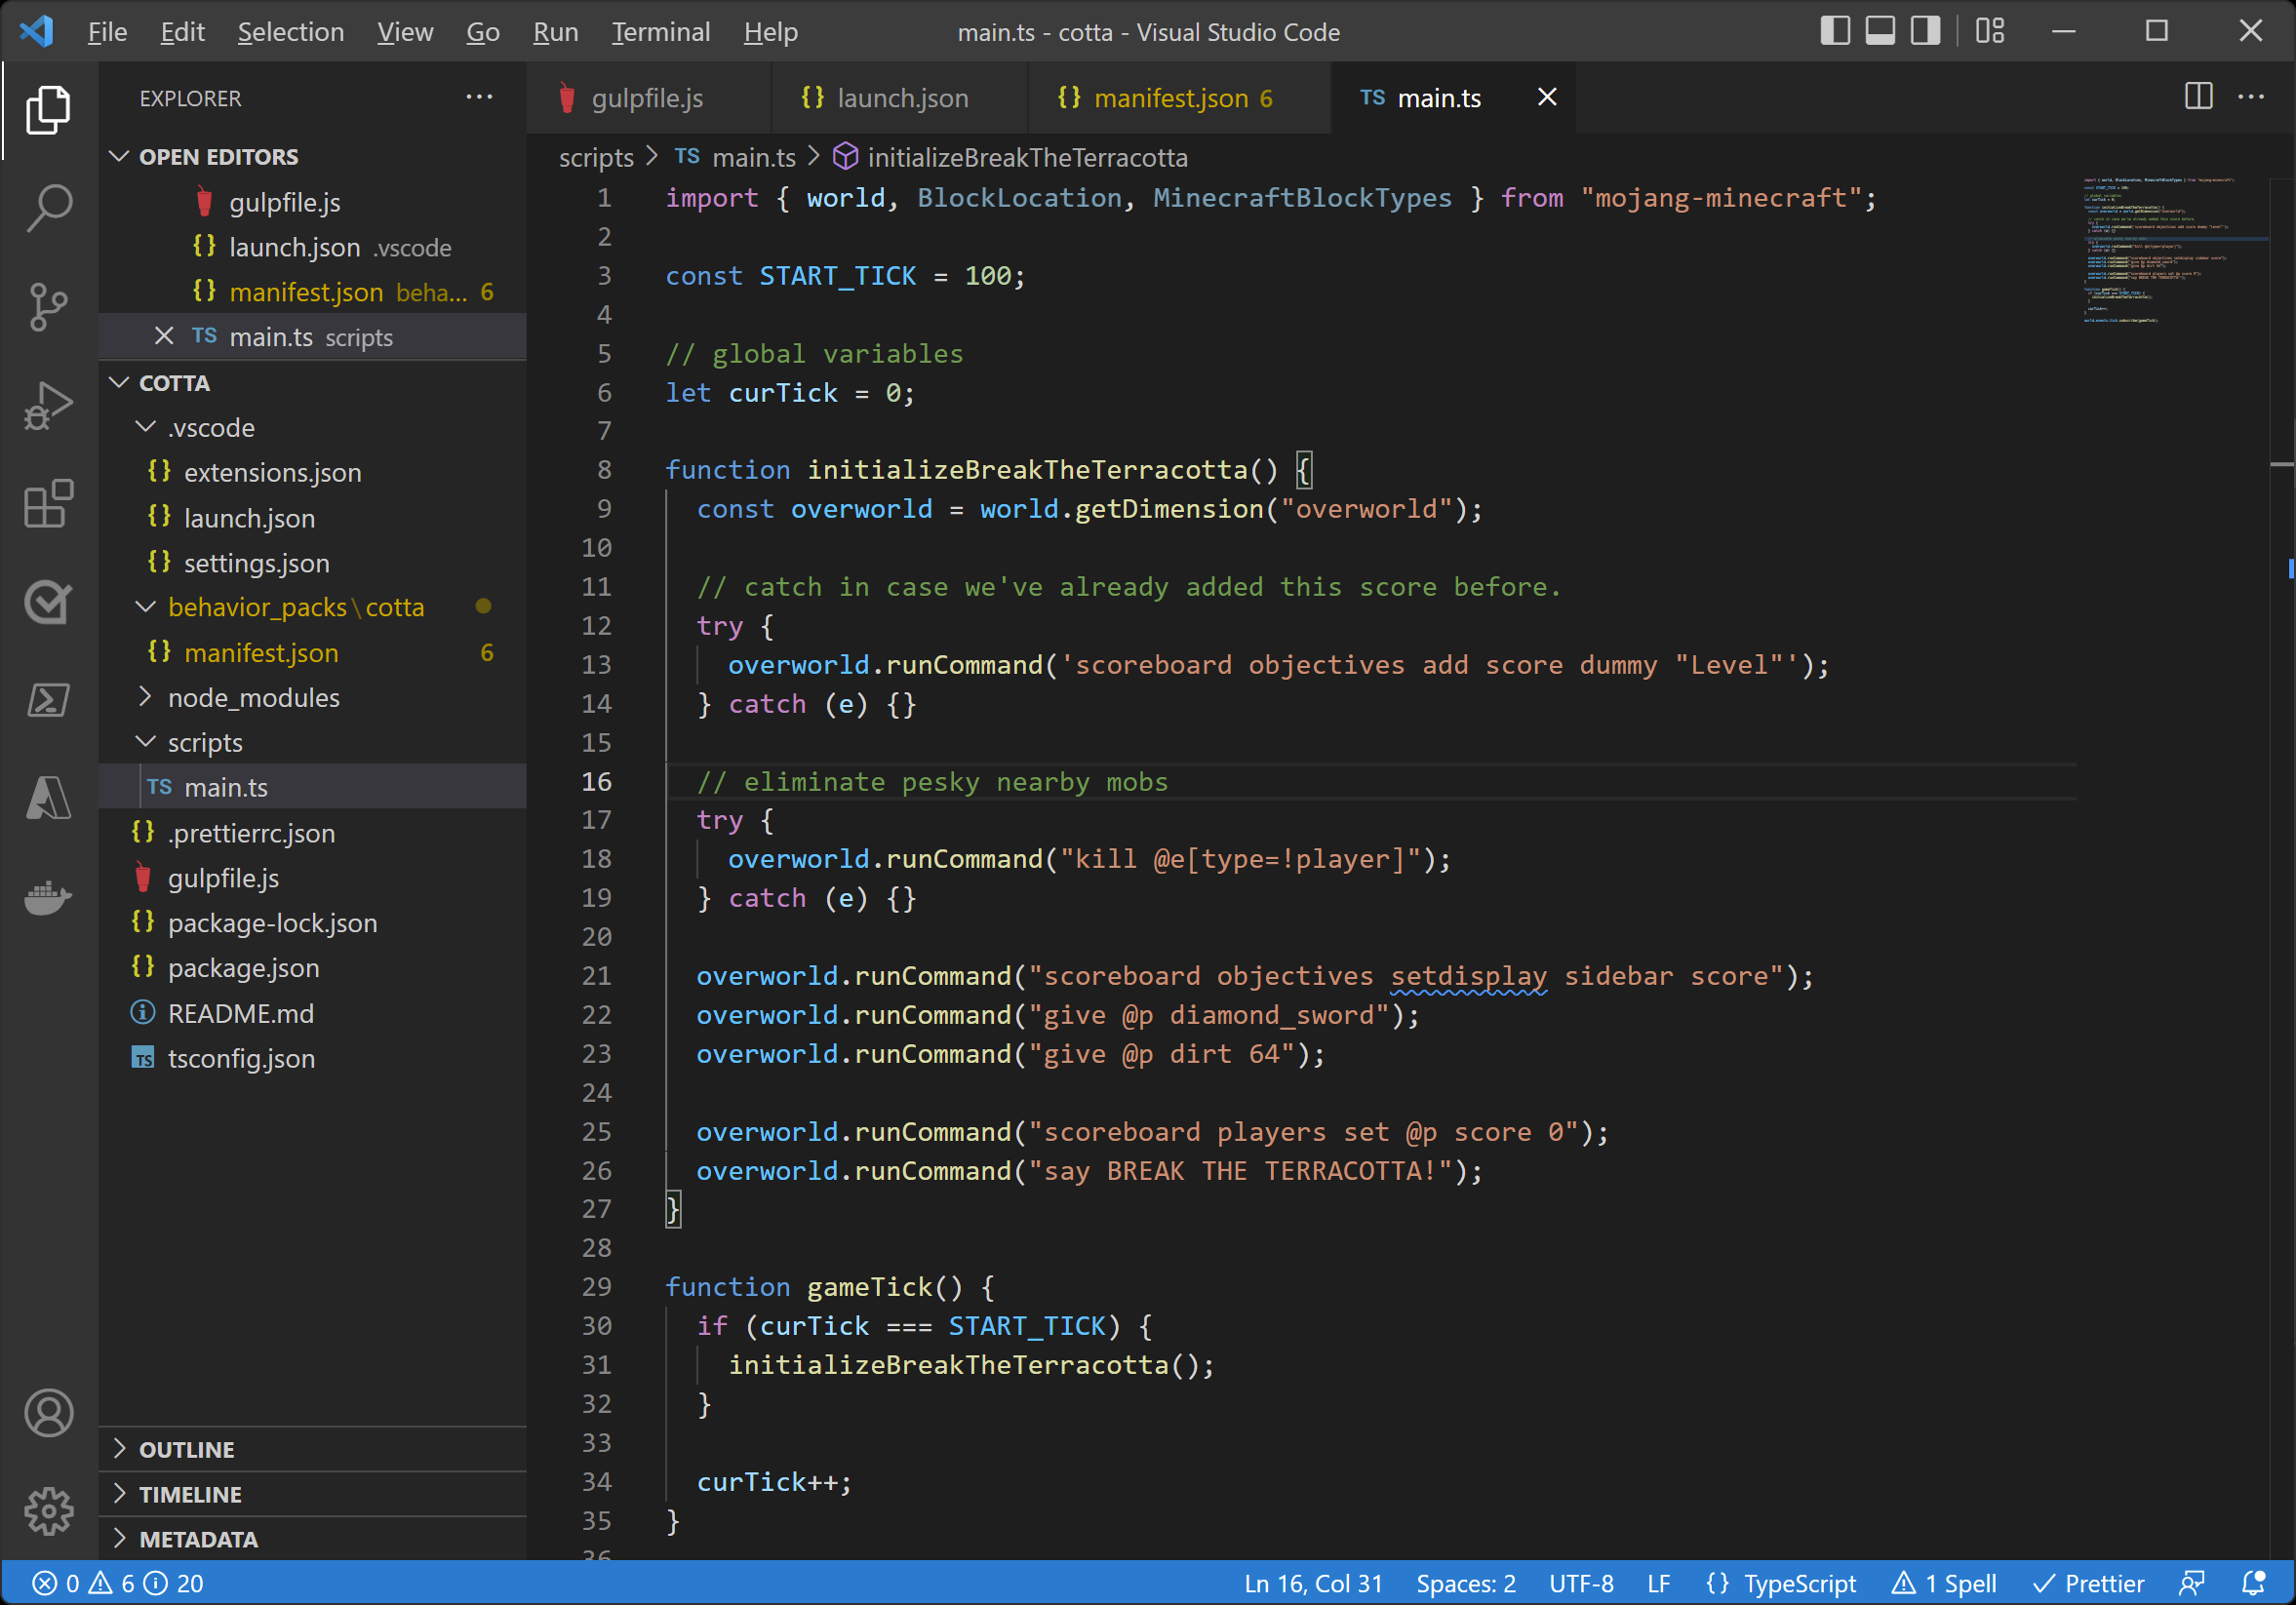 File Edit Selection View Go Run Terminal Help main.ts - cotta - Visual Studio Code
EXPLORER
OPEN EDITORS
gulpfile.js
launch.json .vscode
manifest.json beha... 6
TS main.ts scripts
COTTA
.vscode
{} extensions.json
{} launch.json
{} settings.json
behavior_packs\cotta
{} manifest.json 6
node_modules
scripts
TS main.ts
{} .prettierrc.json
gulpfile.js
{} package-lock.json
{} package.json
README.md
TS tsconfig.json
OUTLINE
TIMELINE
METADATA
gulpfile.js {} launch.json {} manifest.json 6 TS main.ts
scripts > TS main.ts > initializeBreakTheTerracotta
1 import { world, BlockLocation, MinecraftBlockTypes } from "mojang-minecraft";
2
3 const START_TICK = 100;
4
5 // global variables
6 let curTick = 0;
7
8 function initializeBreakTheTerracotta() {
9 const overworld = world.getDimension("overworld");
10
11 // catch in case we've already added this score before.
12 try {
13 overworld.runCommand('scoreboard objectives add score dummy "Level"');
14 } catch (e) {}
15
16 // eliminate pesky nearby mobs
17 try {
18 overworld.runCommand("kill @e[type=!player]");
19 } catch (e) {}
20
21 overworld.runCommand("scoreboard objectives setdisplay sidebar score");
22 overworld.runCommand("give @p diamond_sword");
23 overworld.runCommand("give @p dirt 64");
24
25 overworld.runCommand("scoreboard players set @p score 0");
26 overworld.runCommand("say BREAK THE TERRACOTTA!");
27 }
28
29 function gameTick() {
30 if (curTick === START_TICK) {
31 initializeBreakTheTerracotta();
32 }
33
34 curTick++;
35 }
36
0 6 20 Ln 16, Col 31 Spaces: 2 UTF-8 LF {} TypeScript 1 Spell Prettier